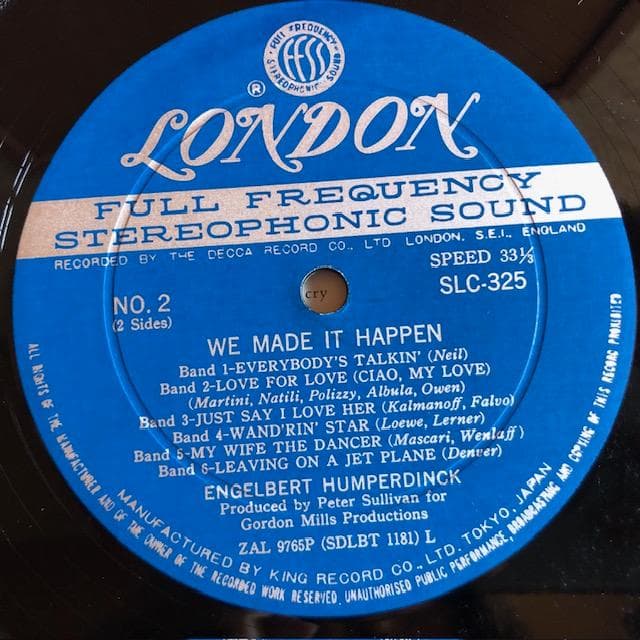 FULL FREQUENCY
FFSS
STEREOPHONIC SOUND
®
LONDON
FULL FREQUENCY
STEREOPHONIC SOUND
RECORDED BY THE DECCA RECORD CO., LTD LONDON. S.E.I., ENGLAND
SPEED 33⅓
SLC-325
cry
NO. 2
(2 Sides)
WE MADE IT HAPPEN
Band 1-EVERYBODY'S TALKIN' (Neil)
Band 2-LOVE FOR LOVE (CIAO, MY LOVE)
(Martini, Natili, Polizzy, Albula, Owen)
Band 3-JUST SAY I LOVE HER (Kalmanoff, Falvo)
Band 4-WAND'RIN' STAR (Loewe, Lerner)
Band 5-MY WIFE THE DANCER (Mascari, Wenlaff)
Band 6-LEAVING ON A JET PLANE (Denver)
ENGELBERT HUMPERDINCK
Produced by Peter Sullivan for
Gordon Mills Productions
ZAL 9765P (SDLBT 1181) L
MANUFACTURED BY KING RECORD CO., LTD. TOKYO, JAPAN
ALL RIGHTS OF THE MANUFACTURER AND OF THE OWNER OF THE RECORDED WORK RESERVED. UNAUTHORISED PUBLIC PERFORMANCE, BROADCASTING AND COPYING OF THIS RECORD PROHIBITED